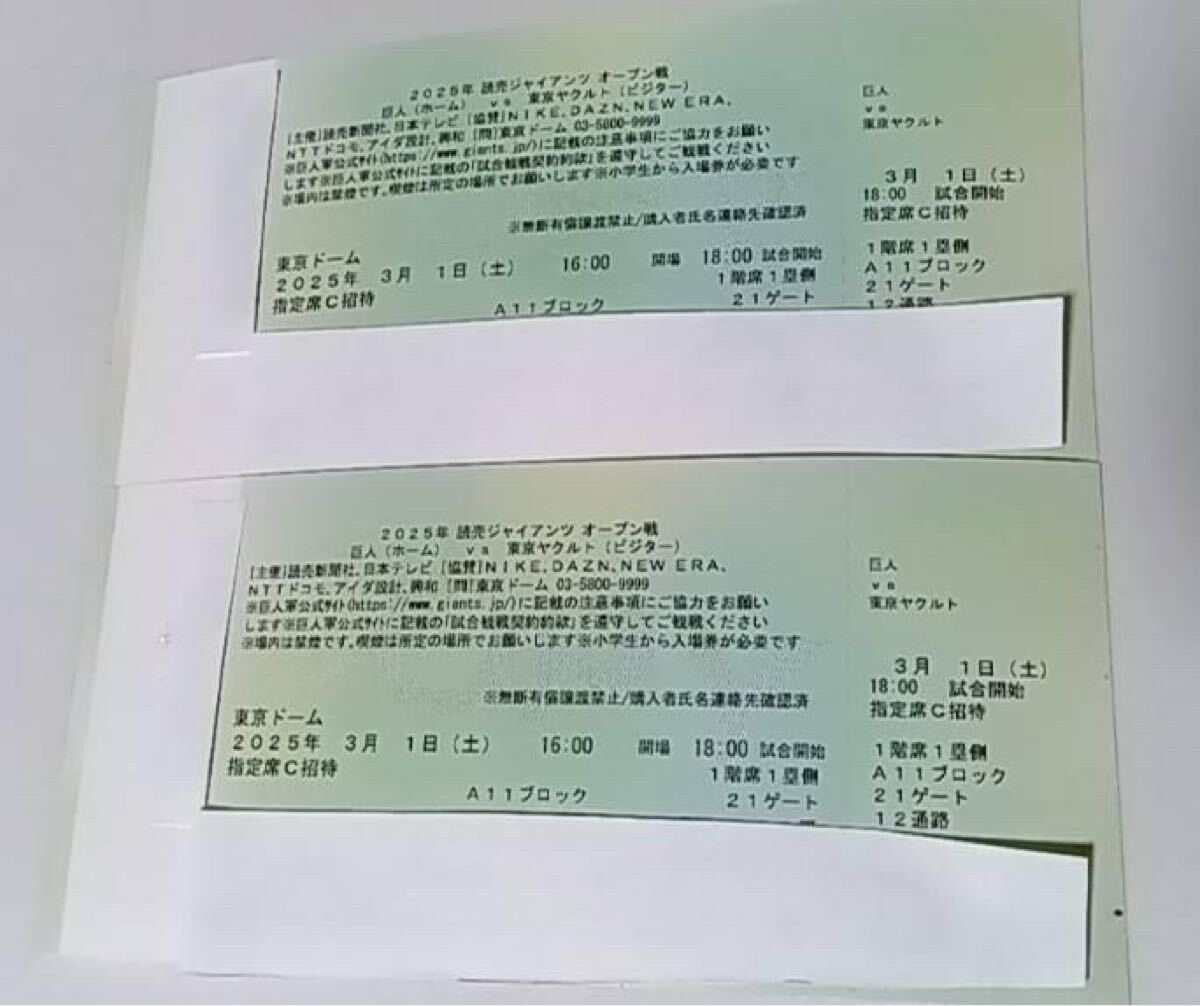 2025年 読売ジャイアンツ オープン戦
巨人(ホーム) vs 東京ヤクルト(ビジター)
[主催]読売新聞社、日本テレビ [協賛]NIKE、DAZN、NEW ERA、
NTTドコモ、アイダ設計、興和 [問]東京ドーム 03-5800-9999
※巨人軍公式サイト(https://www.giants.jp/)に記載の注意事項にご協力をお願い
します※巨人軍公式サイトに記載の「試合観戦契約約款」を遵守してご観戦ください
※場内は禁煙です。喫煙は所定の場所でお願いします※小学生から入場券が必要です
※無断有償譲渡禁止/購入者氏名連絡先確認済
東京ドーム
2025年 3月 1日(土) 16:00 開場 18:00 試合開始
指定席C招待 1階席1塁側
A11ブロック 21ゲート
巨人
vs
東京ヤクルト
3月 1日(土)
18:00 試合開始
指定席C招待
1階席1塁側
A11ブロック
21ゲート
12通路
2025年 読売ジャイアンツ オープン戦
巨人(ホーム) vs 東京ヤクルト(ビジター)
[主催]読売新聞社、日本テレビ [協賛]NIKE、DAZN、NEW ERA、
NTTドコモ、アイダ設計、興和 [問]東京ドーム 03-5800-9999
※巨人軍公式サイト(https://www.giants.jp/)に記載の注意事項にご協力をお願い
します※巨人軍公式サイトに記載の「試合観戦契約約款」を遵守してご観戦ください
※場内は禁煙です。喫煙は所定の場所でお願いします※小学生から入場券が必要です
※無断有償譲渡禁止/購入者氏名連絡先確認済
東京ドーム
2025年 3月 1日(土) 16:00 開場 18:00 試合開始
指定席C招待 1階席1塁側
A11ブロック 21ゲート
巨人
vs
東京ヤクルト
3月 1日(土)
18:00 試合開始
指定席C招待
1階席1塁側
A11ブロック
21ゲート
12通路